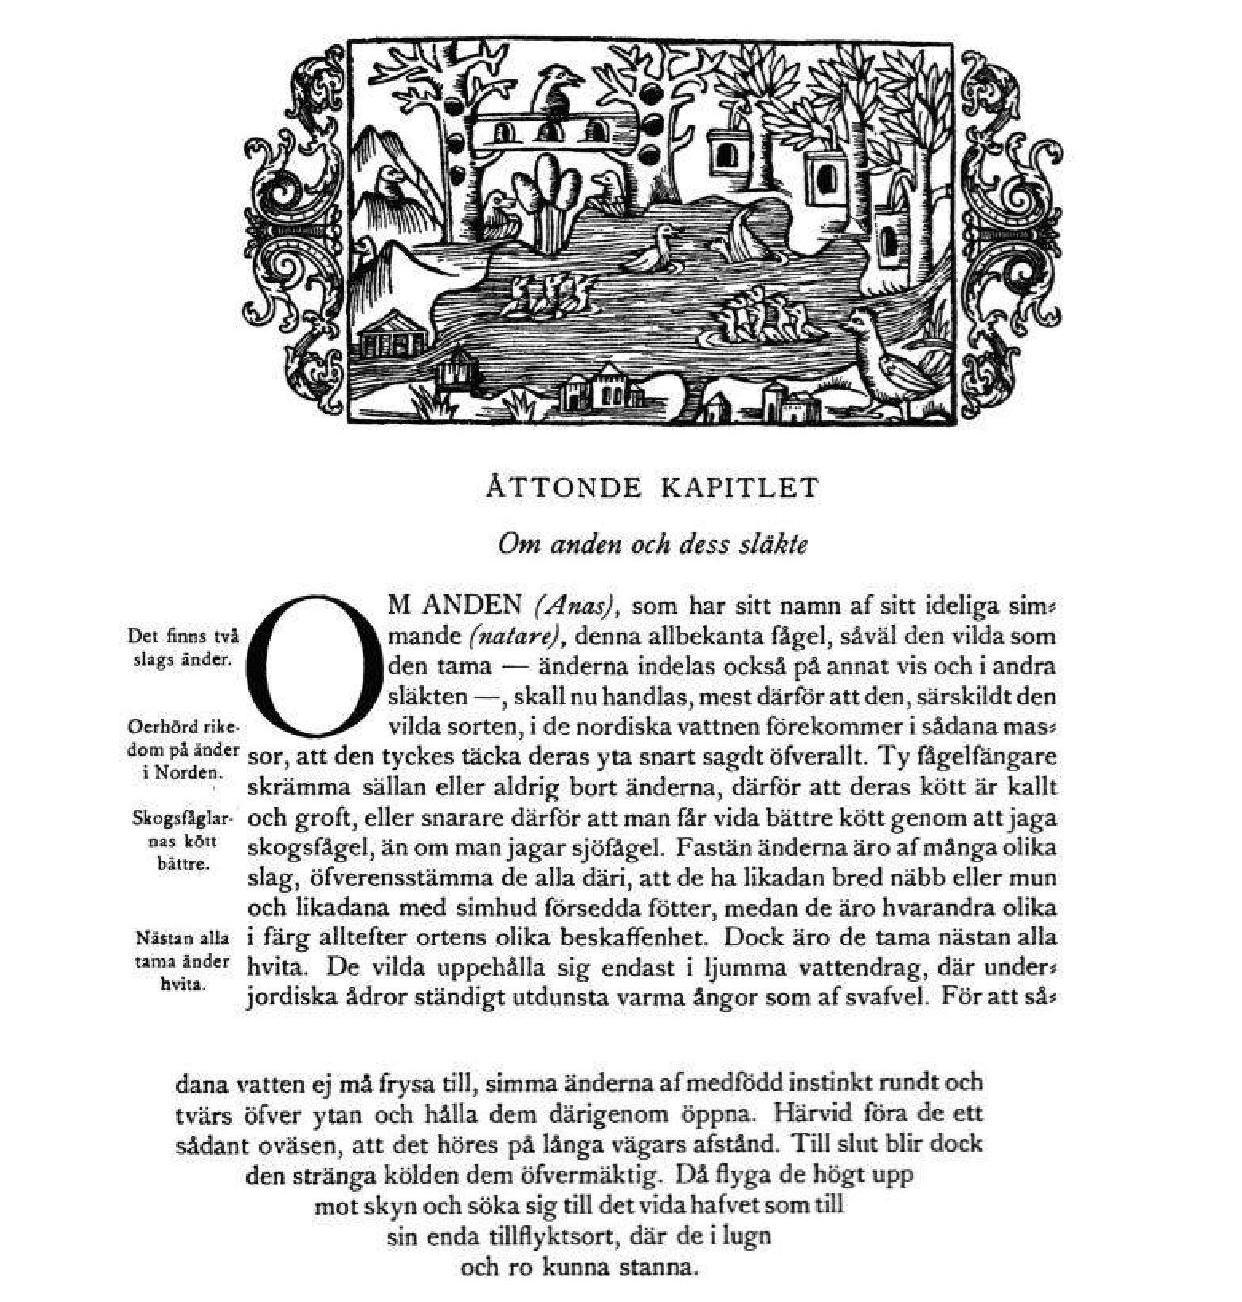 ÅTTONDE KAPITLET
Om anden och dess släkte
Det finns två
slags änder.
Oerhörd rike-
dom på änder
i Norden.
Skogsfåglar-
nas kött
bättre.
Nästan alla
tama änder
hvita.
OM ANDEN (Anas), som har sitt namn af sitt ideliga sim-
mande (natare), denna allbekanta fågel, såväl den vilda som
den tama — änderna indelas också på annat vis och i andra
släkten —, skall nu handlas, mest därför att den, särskildt den
vilda sorten, i de nordiska vattnen förekommer i sådana mas-
sor, att den tyckes täcka deras yta snart sagdt öfverallt. Ty fågelfängare
skrämma sällan eller aldrig bort änderna, därför att deras kött är kallt
och groft, eller snarare därför att man får vida bättre kött genom att jaga
skogsfågel, än om man jagar sjöfågel. Fastän änderna äro af många olika
slag, öfverensstämma de alla däri, att de ha likadan bred näbb eller mun
och likadana med simhud försedda fötter, medan de äro hvarandra olika
i färg alltefter ortens olika beskaffenhet. Dock äro de tama nästan alla
hvita. De vilda uppehålla sig endast i ljumma vattendrag, där under-
jordiska ådror ständigt utdunsta varma ångor som af svafvel. För att så-
dana vatten ej må frysa till, simma änderna af medfödd instinkt rundt och
tvärs öfver ytan och hålla dem därigenom öppna. Härvid föra de ett
sådant oväsen, att det höres på långa vägars afstånd. Till slut blir dock
den stränga kölden dem öfvermäktig. Då flyga de högt upp
mot skyn och söka sig till det vida hafvet som till
sin enda tillflyktsort, där de i lugn
och ro kunna stanna.